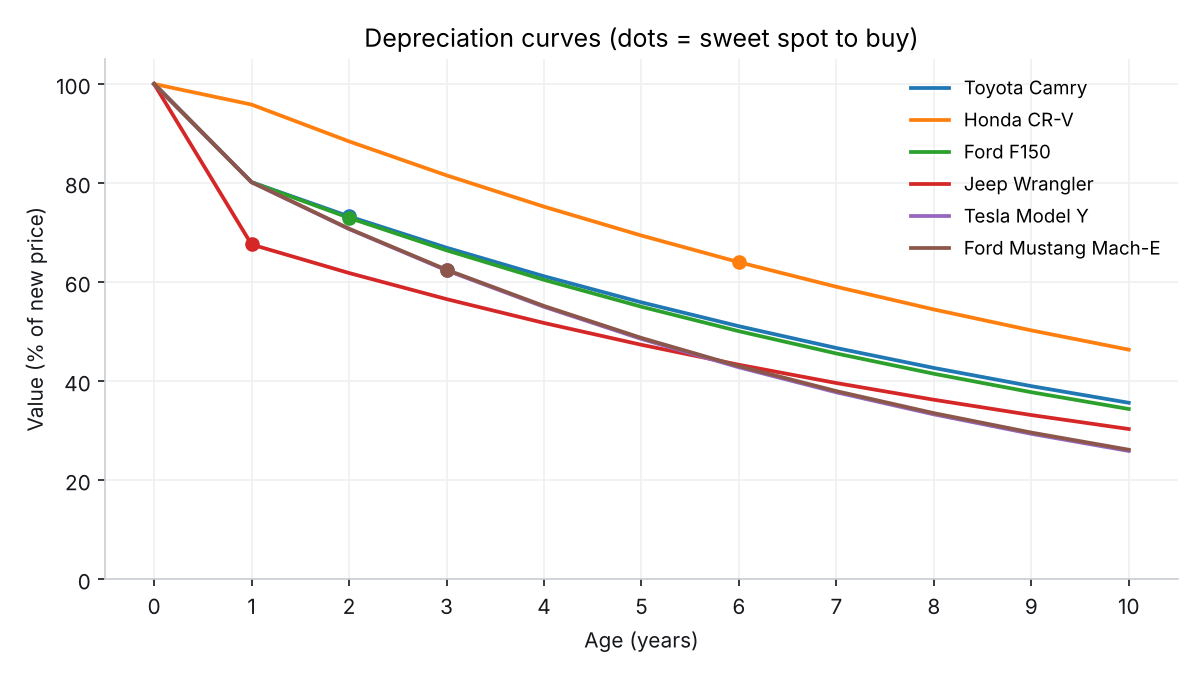 Depreciation curves (dots = sweet spot to buy)
Toyota Camry
Honda CR-V
Ford F150
Jeep Wrangler
Tesla Model Y
Ford Mustang Mach-E
Value (% of new price)
100
80
60
40
20
0
0 1 2 3 4 5 6 7 8 9 10
Age (years)